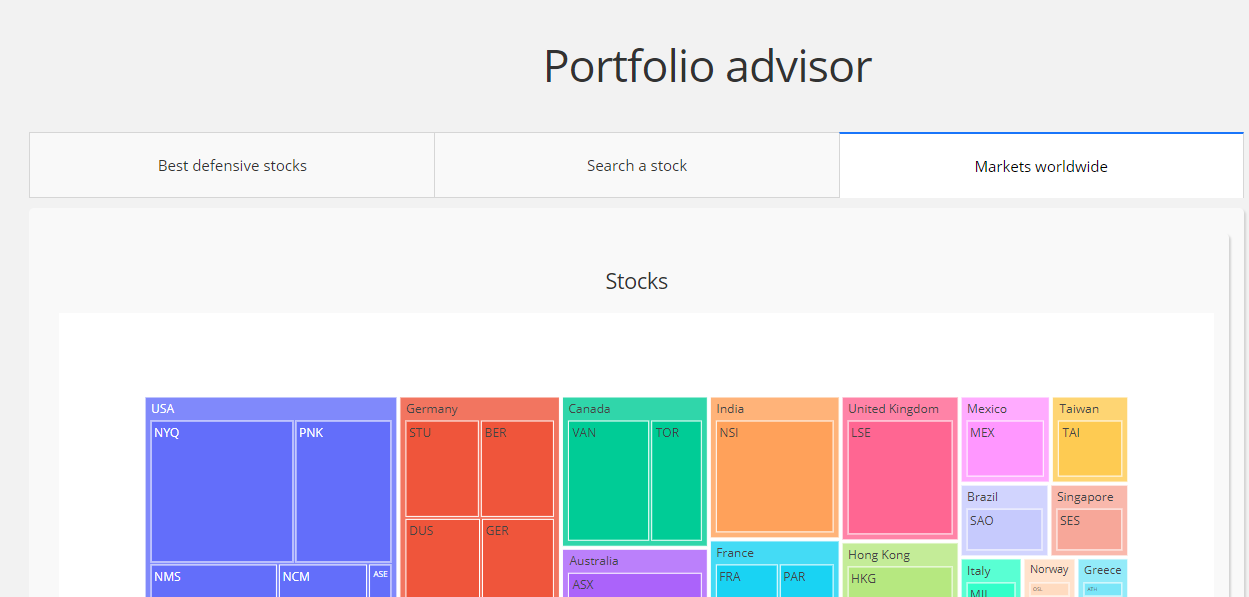 Portfolio advisor
Best defensive stocks
Search a stock
Markets worldwide
Stocks
USA
NYQ
PNK
NMS
NCM
ASE
Germany
STU
BER
DUS
GER
Canada
VAN
TOR
Australia
ASX
India
NSI
France
FRA
PAR
United Kingdom
LSE
Hong Kong
HKG
Mexico
MEX
Taiwan
TAI
Brazil
SAO
Singapore
SES
Italy
MIL
Norway
OSL
Greece
ATH